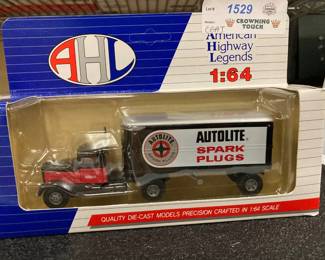 Lot # 1529
CROWNING
TOUCH
AHL
American
Highway
Legends
1:64
AUTOLITE
AUTOLITE
SPARK
PLUGS
QUALITY DIE-CAST MODELS PRECISION CRAFTED IN 1:64 SCALE